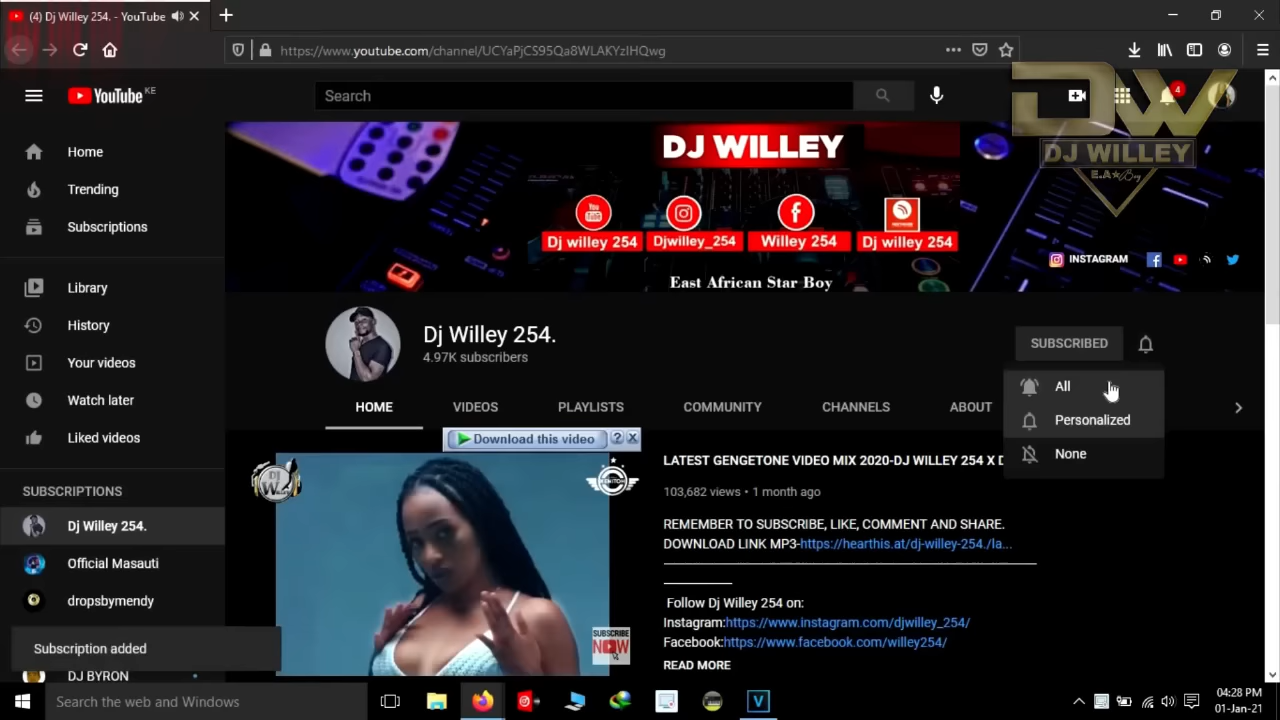 (4) Dj Willey 254. - YouTube
https://www.youtube.com/channel/UCYaPjCS95Qa8WLAKYzIHQwg
YouTube KE
Search
4
DW
DJ WILLEY
E.A★Boy
Home
Trending
Subscriptions
Library
History
Your videos
Watch later
Liked videos
SUBSCRIPTIONS
Dj Willey 254.
Official Masauti
dropsbymendy
DJ BYRON
Subscription added
DJ WILLEY
You Tube
Dj willey 254
Djwilley_254
Willey 254
Dj willey 254
INSTAGRAM
East African Star Boy
Dj Willey 254.
4.97K subscribers
SUBSCRIBED
All
Personalized
None
HOME VIDEOS PLAYLISTS COMMUNITY CHANNELS ABOUT
Download this video ? X
SUBSCRIBE
NOW
LATEST GENGETONE VIDEO MIX 2020-DJ WILLEY 254 X D
103,682 views • 1 month ago
REMEMBER TO SUBSCRIBE, LIKE, COMMENT AND SHARE.
DOWNLOAD LINK MP3-https://hearthis.at/dj-willey-254./la...
Follow Dj Willey 254 on:
Instagram:https://www.instagram.com/djwilley_254/
Facebook:https://www.facebook.com/willey254/
READ MORE
Search the web and Windows
V
04:28 PM
01-Jan-21